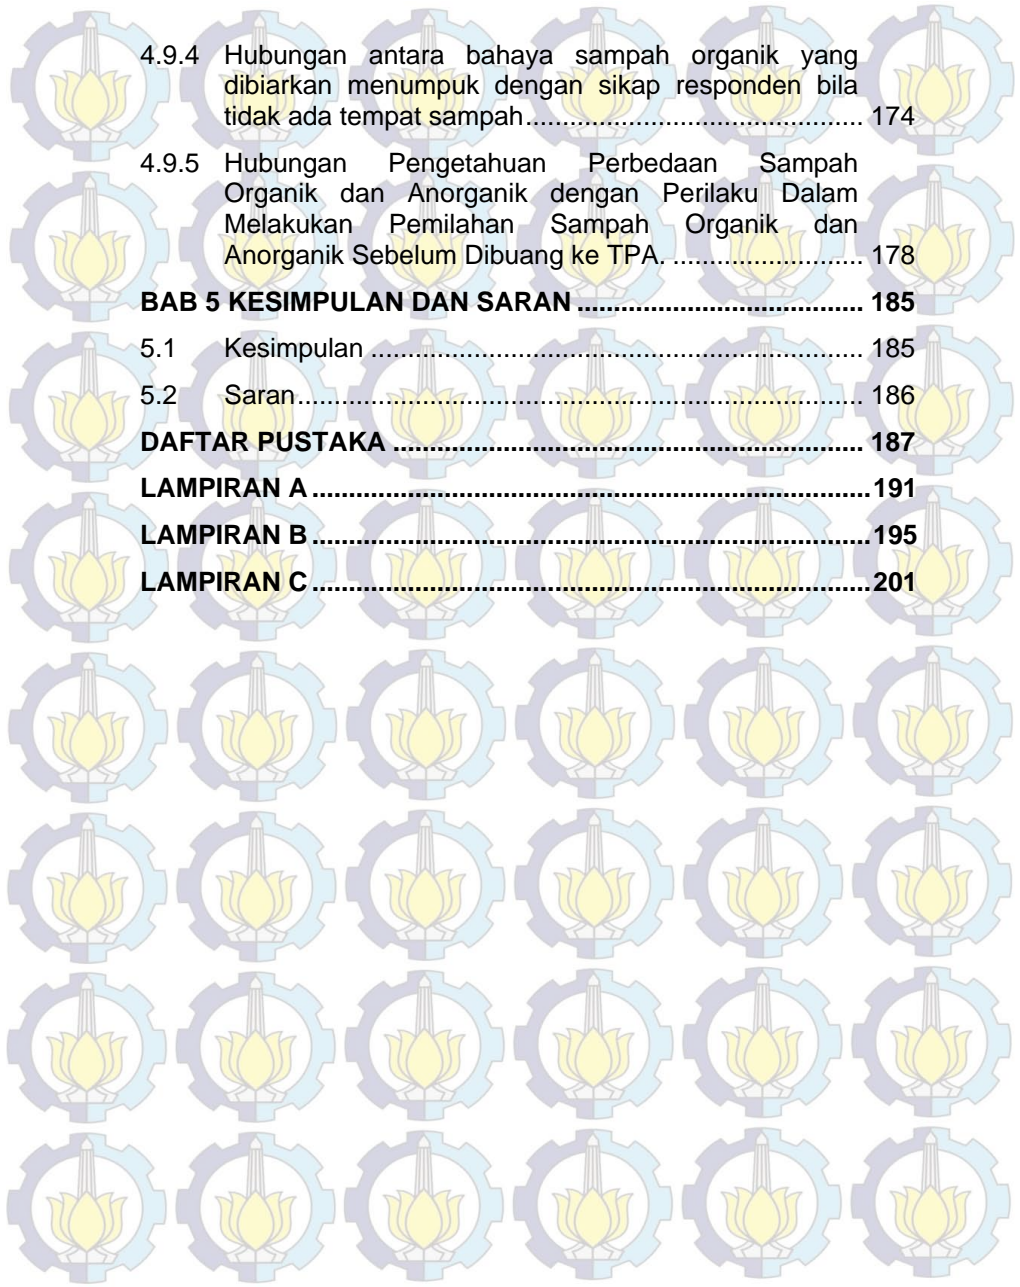 4.9.4 Hubungan antara bahaya sampah organik yang
dibiarkan menumpuk dengan sikap responden bila
tidak ada tempat sampah.............................................. 174
4.9.5 Hubungan Pengetahuan Perbedaan Sampah
Organik dan Anorganik dengan Perilaku Dalam
Melakukan Pemilahan Sampah Organik dan
Anorganik Sebelum Dibuang ke TPA. .......................... 178
BAB 5 KESIMPULAN DAN SARAN ....................................... 185
5.1 Kesimpulan ................................................................... 185
5.2 Saran............................................................................. 186
DAFTAR PUSTAKA ................................................................ 187
LAMPIRAN A ............................................................................191
LAMPIRAN B ............................................................................195
LAMPIRAN C ............................................................................201